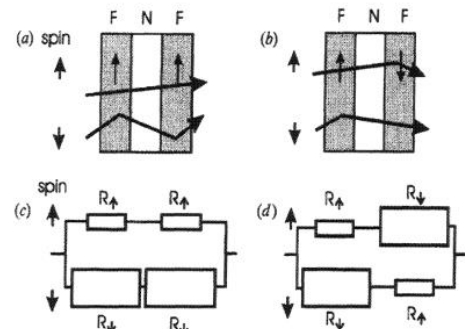 F N F F N F
(a) spin (b)
spin
(c) R↑ R↑ (d) R↑ R↓
R↓ R↓ R↓ R↑